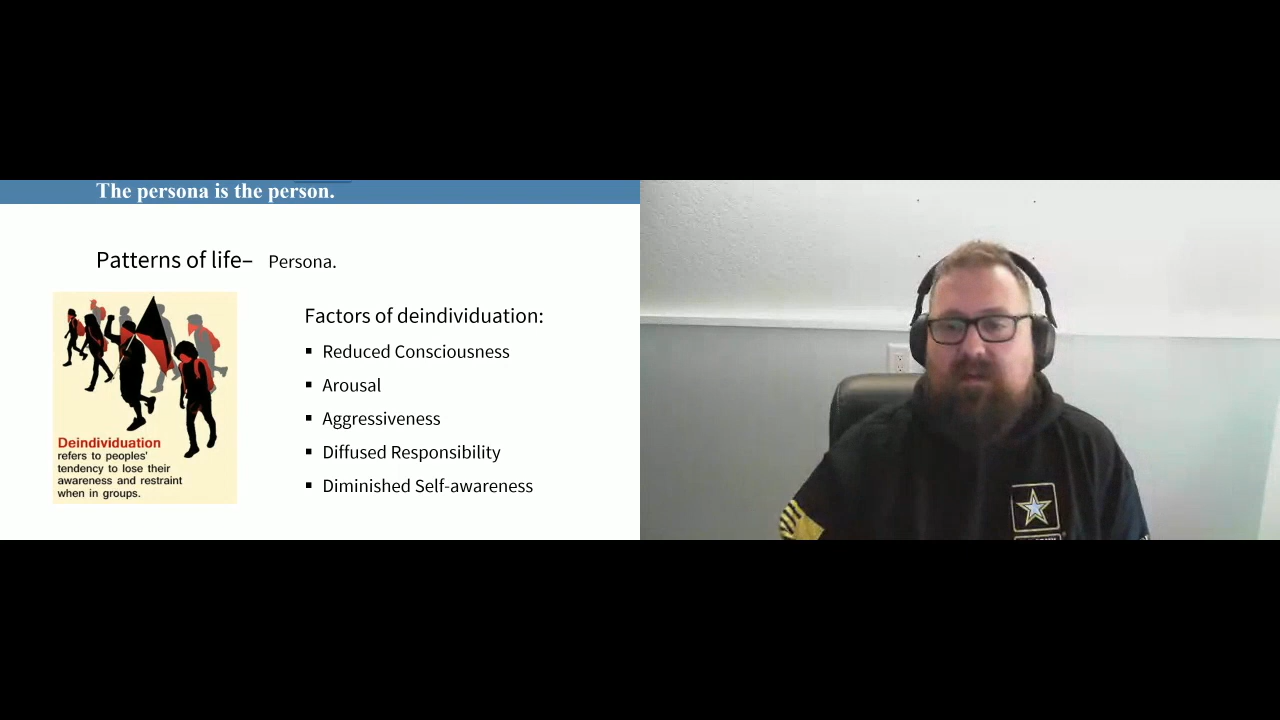 The persona is the person.
Patterns of life– Persona.
Factors of deindividuation:
▪ Reduced Consciousness
▪ Arousal
▪ Aggressiveness
▪ Diffused Responsibility
▪ Diminished Self-awareness
Deindividuation
refers to peoples'
tendency to lose their
awareness and restraint
when in groups.